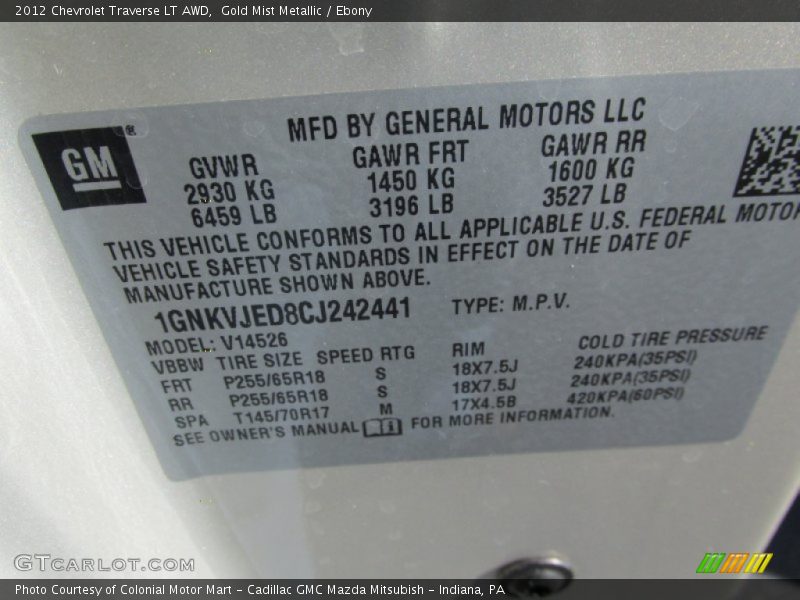 2012 Chevrolet Traverse LT AWD,  Gold Mist Metallic / Ebony
MFD BY GENERAL MOTORS LLC
GM®
GVWR GAWR FRT GAWR RR
2930 KG 1450 KG 1600 KG
6459 LB 3196 LB 3527 LB
THIS VEHICLE CONFORMS TO ALL APPLICABLE U.S. FEDERAL MOTOR
VEHICLE SAFETY STANDARDS IN EFFECT ON THE DATE OF
MANUFACTURE SHOWN ABOVE.
1GNKVJED8CJ242441 TYPE: M.P.V.
MODEL: V14526
VBBW TIRE SIZE SPEED RTG RIM COLD TIRE PRESSURE
FRT P255/65R18 S 18X7.5J 240KPA(35PSI)
RR P255/65R18 S 18X7.5J 240KPA(35PSI)
SPA T145/70R17 M 17X4.5B 420KPA(60PSI)
SEE OWNER'S MANUAL FOR MORE INFORMATION.
GTCARLOT.COM
Photo Courtesy of Colonial Motor Mart – Cadillac GMC Mazda Mitsubish – Indiana, PA